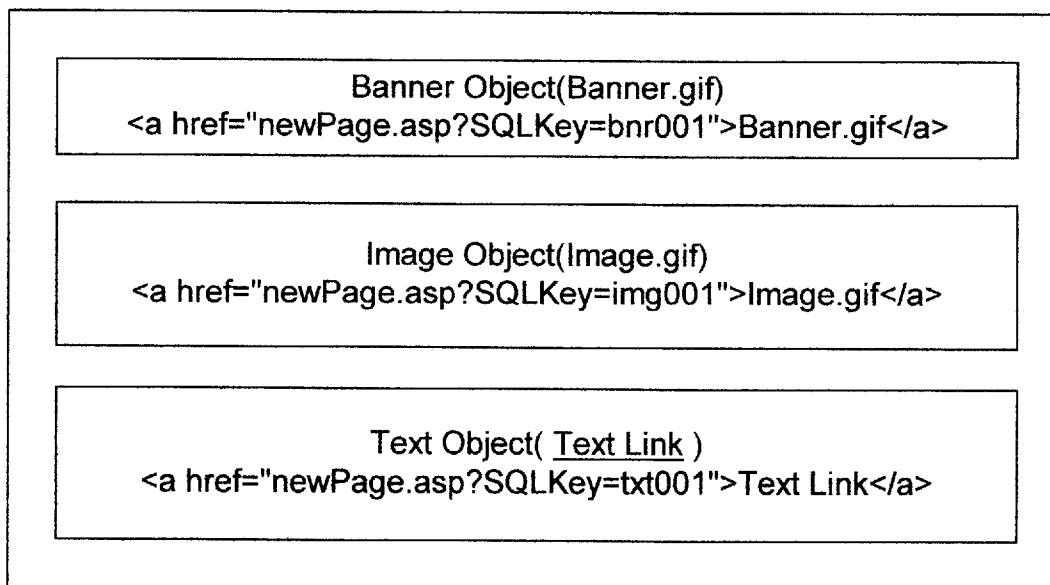 Banner Object(Banner.gif)
<a href="newPage.asp?SQLKey=bnr001">Banner.gif</a>
Image Object(Image.gif)
<a href="newPage.asp?SQLKey=img001">Image.gif</a>
Text Object( Text Link )
<a href="newPage.asp?SQLKey=txt001">Text Link</a>